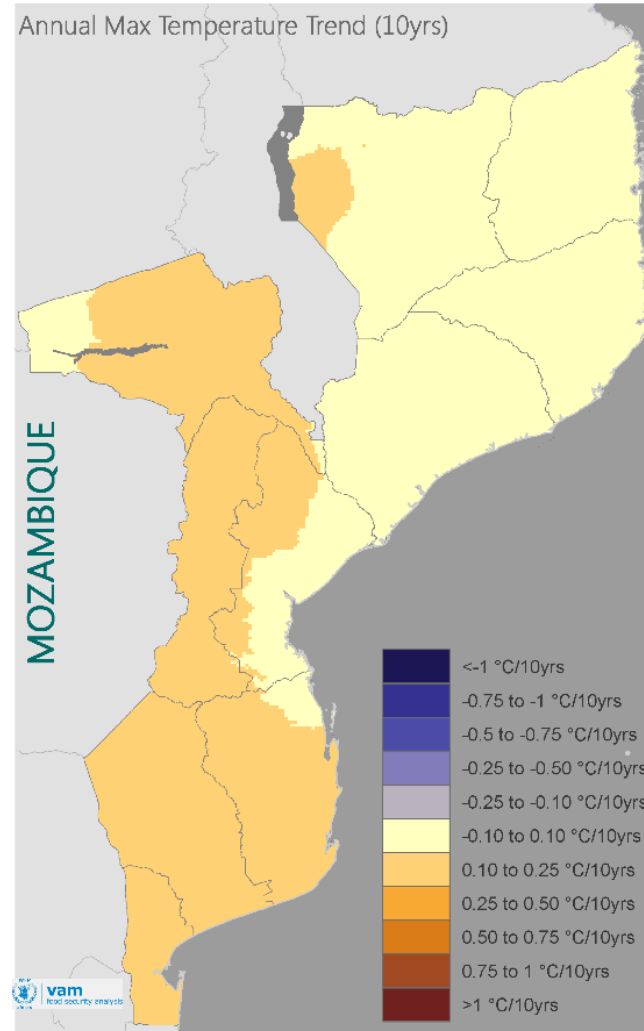 Annual Max Temperature Trend (10yrs)
MOZAMBIQUE
<-1 °C/10yrs
-0.75 to -1 °C/10yrs
-0.5 to -0.75 °C/10yrs
-0.25 to -0.50 °C/10yrs
-0.25 to -0.10 °C/10yrs
-0.10 to 0.10 °C/10yrs
0.10 to 0.25 °C/10yrs
0.25 to 0.50 °C/10yrs
0.50 to 0.75 °C/10yrs
0.75 to 1 °C/10yrs
>1 °C/10yrs
vam
food security analysis